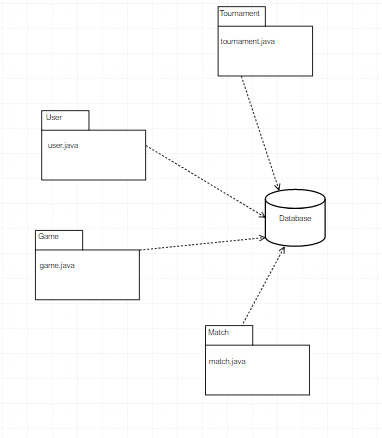 Tournament
tournament.java
User
user.java
Database
Game
game.java
Match
match.java